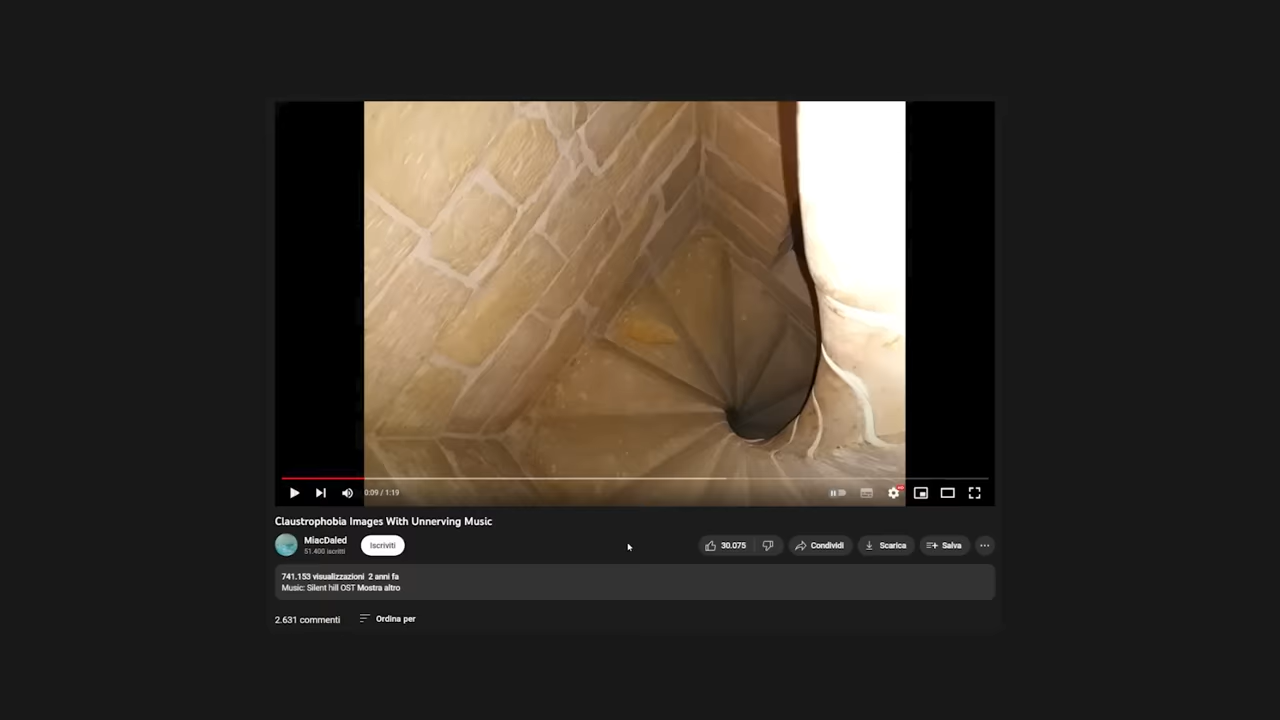 0:09 / 1:19
HD
Claustrophobia Images With Unnerving Music
MiacDaled
51.400 iscritti
Iscriviti
30.075
Condividi
Scarica
Salva
741.153 visualizzazioni 2 anni fa
Music: Silent hill OST Mostra altro
2.631 commenti
Ordina per